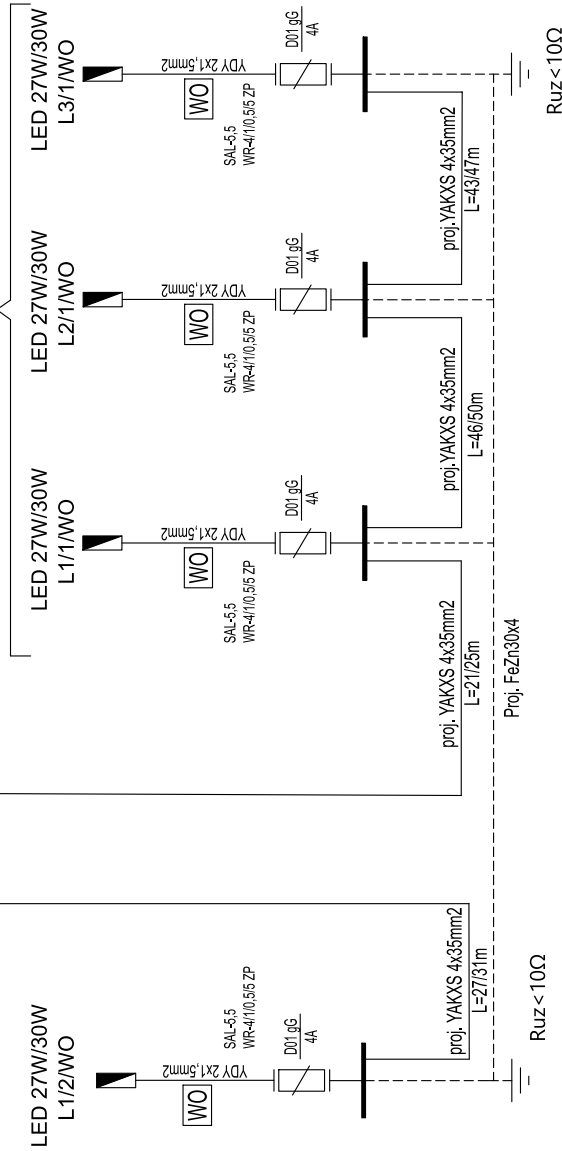 LED 27W/30W
L1/2/WO
WO
YDY 2x1,5mm2
SAL-5,5
WR-4/1/0,5/5 ZP
D01 gG
4A
proj. YAKXS 4x35mm2
L=27/31m
Ruz<10Ω
LED 27W/30W
L1/1/WO
WO
YDY 2x1,5mm2
SAL-5,5
WR-4/1/0,5/5 ZP
D01 gG
4A
proj. YAKXS 4x35mm2
L=21/25m
Proj. FeZn30x4
LED 27W/30W
L2/1/WO
WO
YDY 2x1,5mm2
SAL-5,5
WR-4/1/0,5/5 ZP
D01 gG
4A
proj.YAKXS 4x35mm2
L=46/50m
LED 27W/30W
L3/1/WO
WO
YDY 2x1,5mm2
SAL-5,5
WR-4/1/0,5/5 ZP
D01 gG
4A
proj.YAKXS 4x35mm2
L=43/47m
Ruz<10Ω